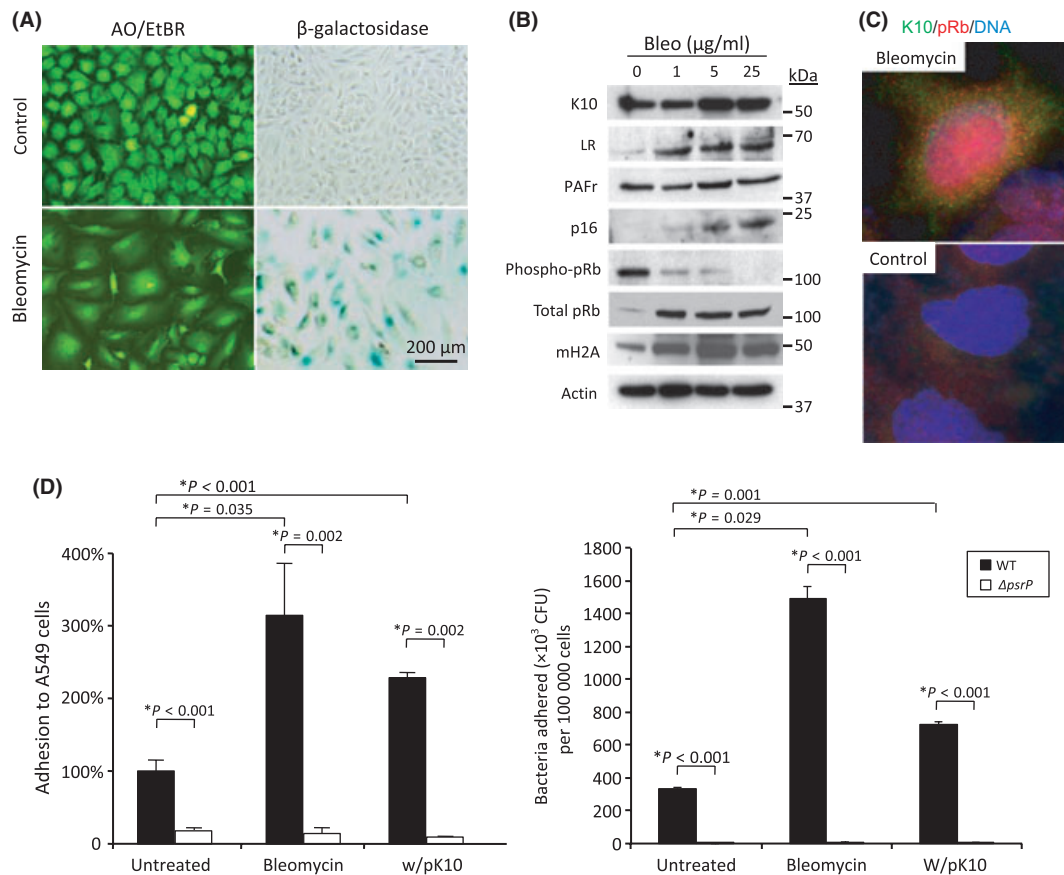 (A)
AO/EtBR
β-galactosidase
Control
Bleomycin
200 µm
(B)
Bleo (µg/ml)
0 1 5 25 kDa
K10
50
LR
70
PAFr
37
p16
25
Phospho-pRb
100
Total pRb
100
mH2A
50
Actin
37
(C)
K10/pRb/DNA
Bleomycin
Control
(D)
*P < 0.001
*P = 0.035
*P = 0.002
*P = 0.002
*P < 0.001
400%
300%
200%
100%
0
Adhesion to A549 cells
Untreated Bleomycin w/pK10
*P = 0.001
*P = 0.029
*P < 0.001
*P < 0.001
*P < 0.001
1800
1600
1400
1200
1000
800
600
400
200
0
Bacteria adhered (×10³ CFU)
per 100 000 cells
Untreated Bleomycin W/pK10
WT
ΔpsrP